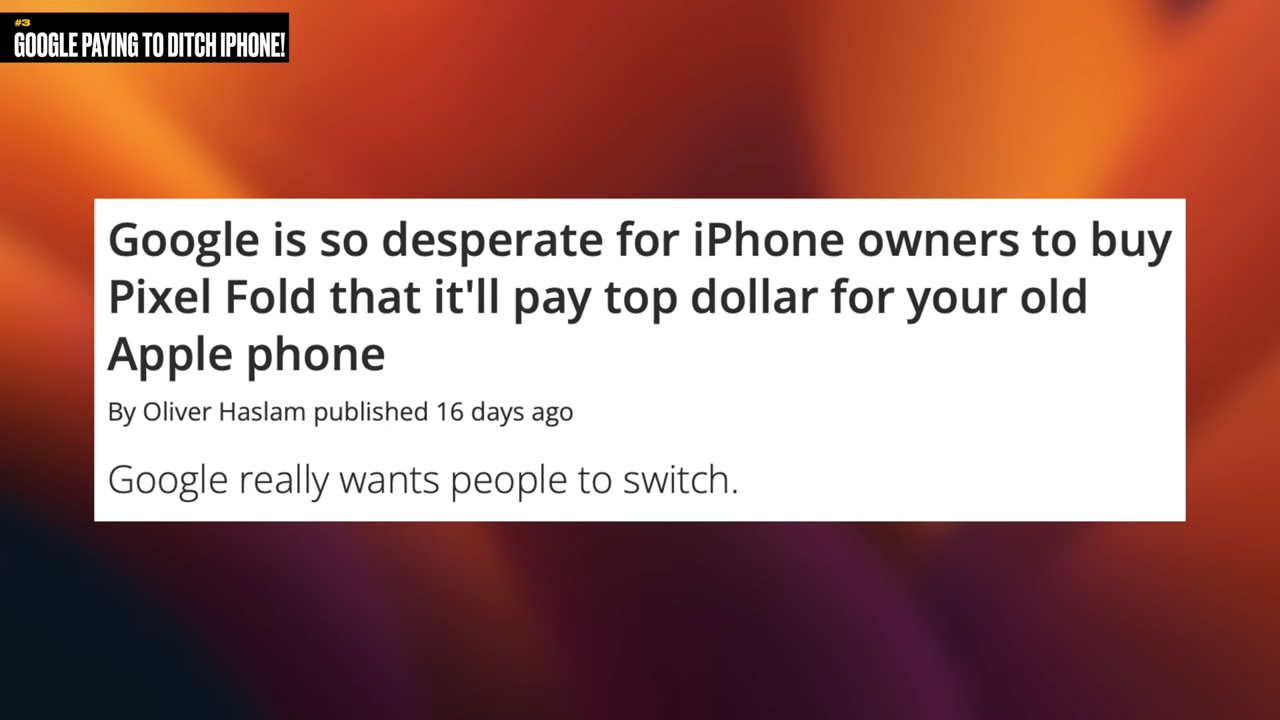 #3
GOOGLE PAYING TO DITCH IPHONE!
Google is so desperate for iPhone owners to buy
Pixel Fold that it'll pay top dollar for your old
Apple phone
By Oliver Haslam published 16 days ago
Google really wants people to switch.